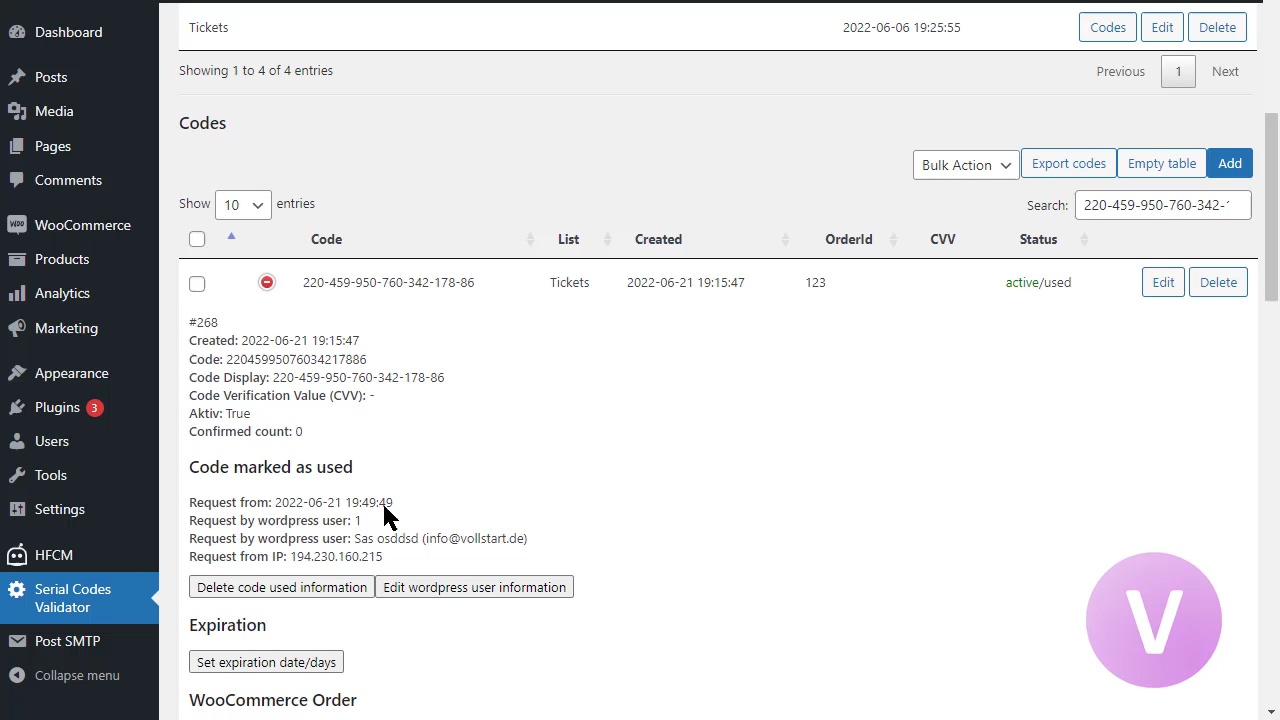 Dashboard
Posts
Media
Pages
Comments
WOO WooCommerce
Products
Analytics
Marketing
Appearance
Plugins 3
Users
Tools
Settings
HFCM
Serial Codes
Validator
Post SMTP
Collapse menu
Tickets 2022-06-06 19:25:55 Codes Edit Delete
Showing 1 to 4 of 4 entries Previous 1 Next
Codes
Bulk Action Export codes Empty table Add
Show 10 entries Search: 220-459-950-760-342-
Code List Created OrderId CVV Status
220-459-950-760-342-178-86 Tickets 2022-06-21 19:15:47 123 active/used Edit Delete
#268
Created: 2022-06-21 19:15:47
Code: 22045995076034217886
Code Display: 220-459-950-760-342-178-86
Code Verification Value (CVV): -
Aktiv: True
Confirmed count: 0
Code marked as used
Request from: 2022-06-21 19:49:49
Request by wordpress user: 1
Request by wordpress user: Sas osddsd (info@vollstart.de)
Request from IP: 194.230.160.215
Delete code used information Edit wordpress user information
Expiration
Set expiration date/days
WooCommerce Order
V